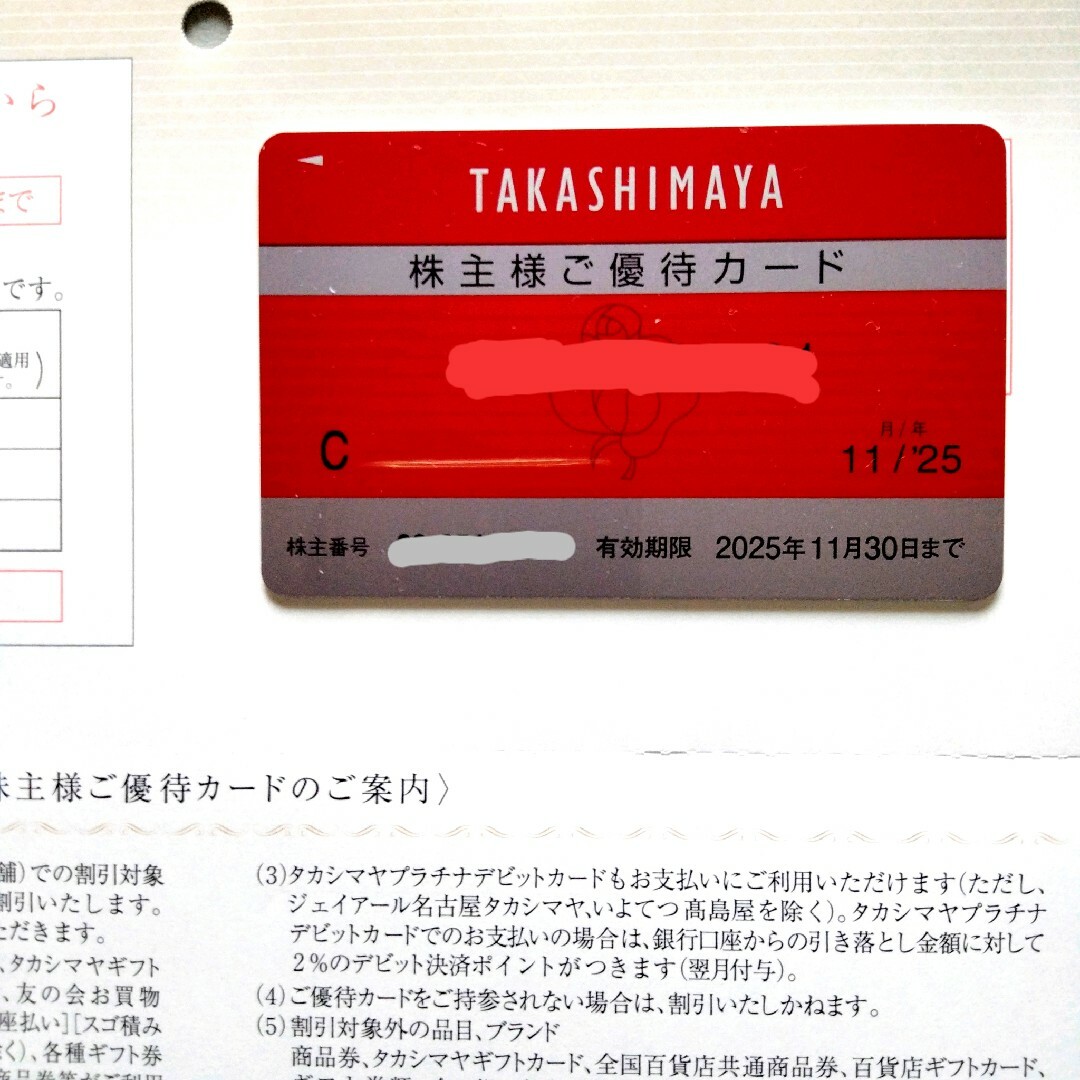 いら
まで
です。
適用
す。
TAKASHIMAYA
株主様ご優待カード
C
月/年
11/'25
株主番号
有効期限 2025年11月30日まで
株主様ご優待カードのご案内〉
舗)での割引対象
割引いたします。
ただきます。
、タカシマヤギフト
、友の会お買物
座払い][スゴ積み
く)、各種ギフト券
(3)タカシマヤプラチナデビットカードもお支払いにご利用いただけます(ただし、
ジェイアール名古屋タカシマヤ、いよてつ髙島屋を除く)。タカシマヤプラチナ
デビットカードでのお支払いの場合は、銀行口座からの引き落とし金額に対して
2%のデビット決済ポイントがつきます(翌月付与)。
(4)ご優待カードをご持参されない場合は、割引いたしかねます。
(5)割引対象外の品目、ブランド
商品券、タカシマヤギフトカード、全国百貨店共通商品券、百貨店ギフトカード、